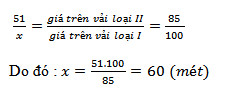 51/x = giá trên vải loại II/giá trên vải loại I = 85/100
Do đó : x = 51.100/85 = 60 (mét)